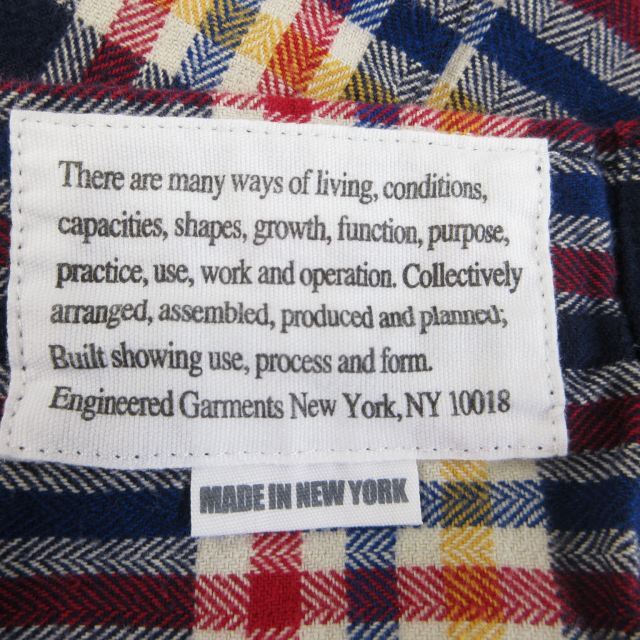 There are many ways of living, conditions,
capacities, shapes, growth, function, purpose,
practice, use, work and operation. Collectively
arranged, assembled, produced and planned;
Built showing use, process and form.
Engineered Garments New York, NY 10018
MADE IN NEW YORK